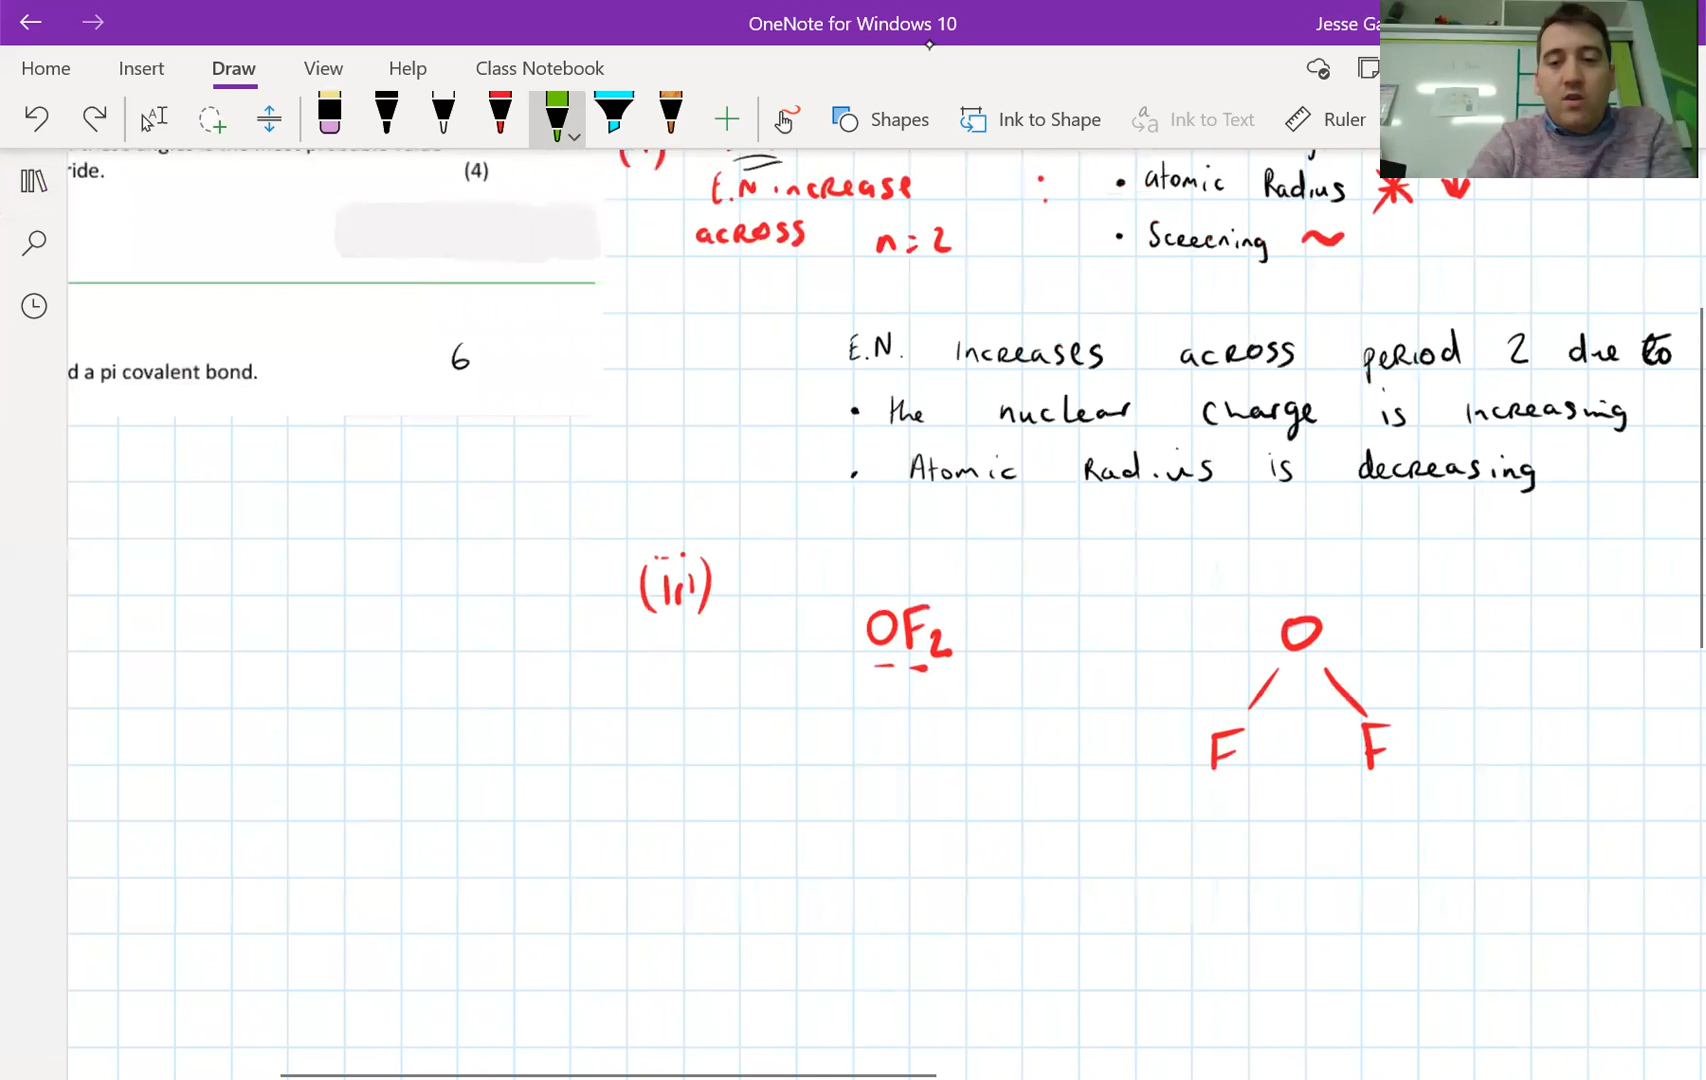 OneNote for Windows 10
Jesse Ga
Home Insert Draw View Help Class Notebook
Shapes Ink to Shape Ink to Text Ruler
ride. (4)
E.N increase
across n = 2
• atomic Radius
• Screening ~
d a pi covalent bond. 6
E.N. increases across period 2 due to
• the nuclear charge is increasing
• Atomic Radius is decreasing
(iii)
OF2
O
F F